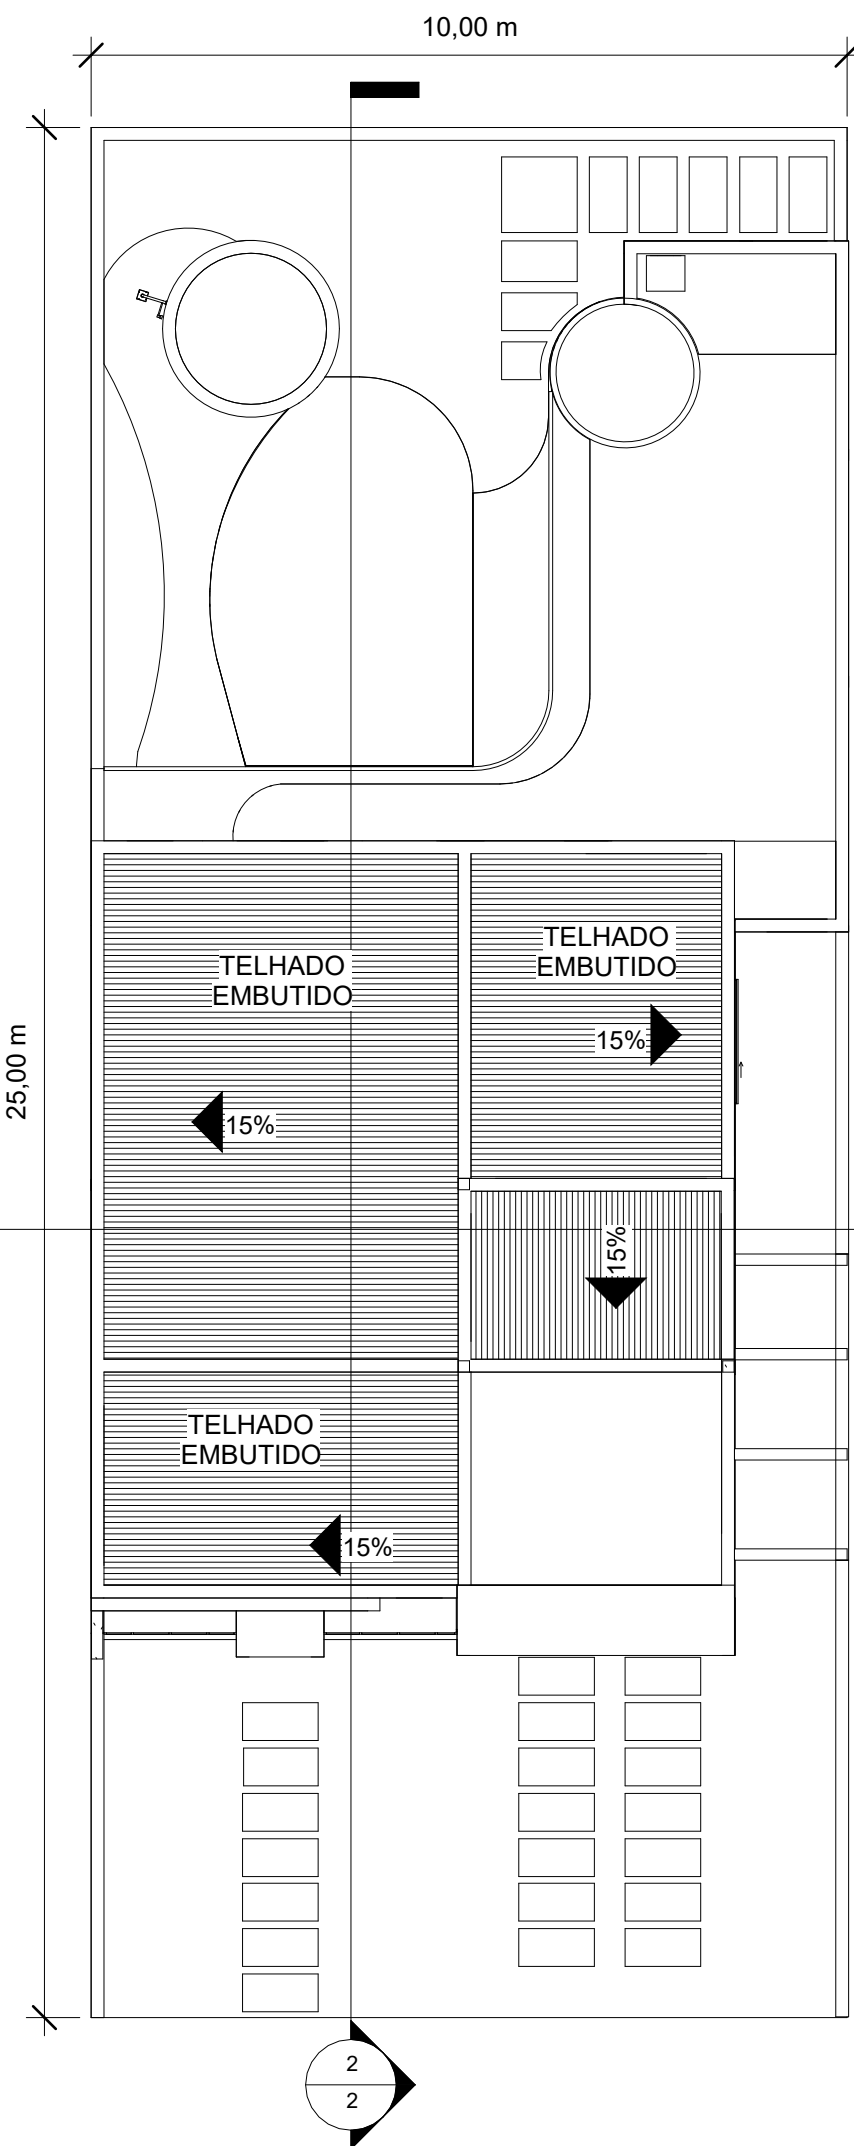 10,00 m
25,00 m
TELHADO
EMBUTIDO
15%
TELHADO
EMBUTIDO
15%
15%
TELHADO
EMBUTIDO
15%
2
2